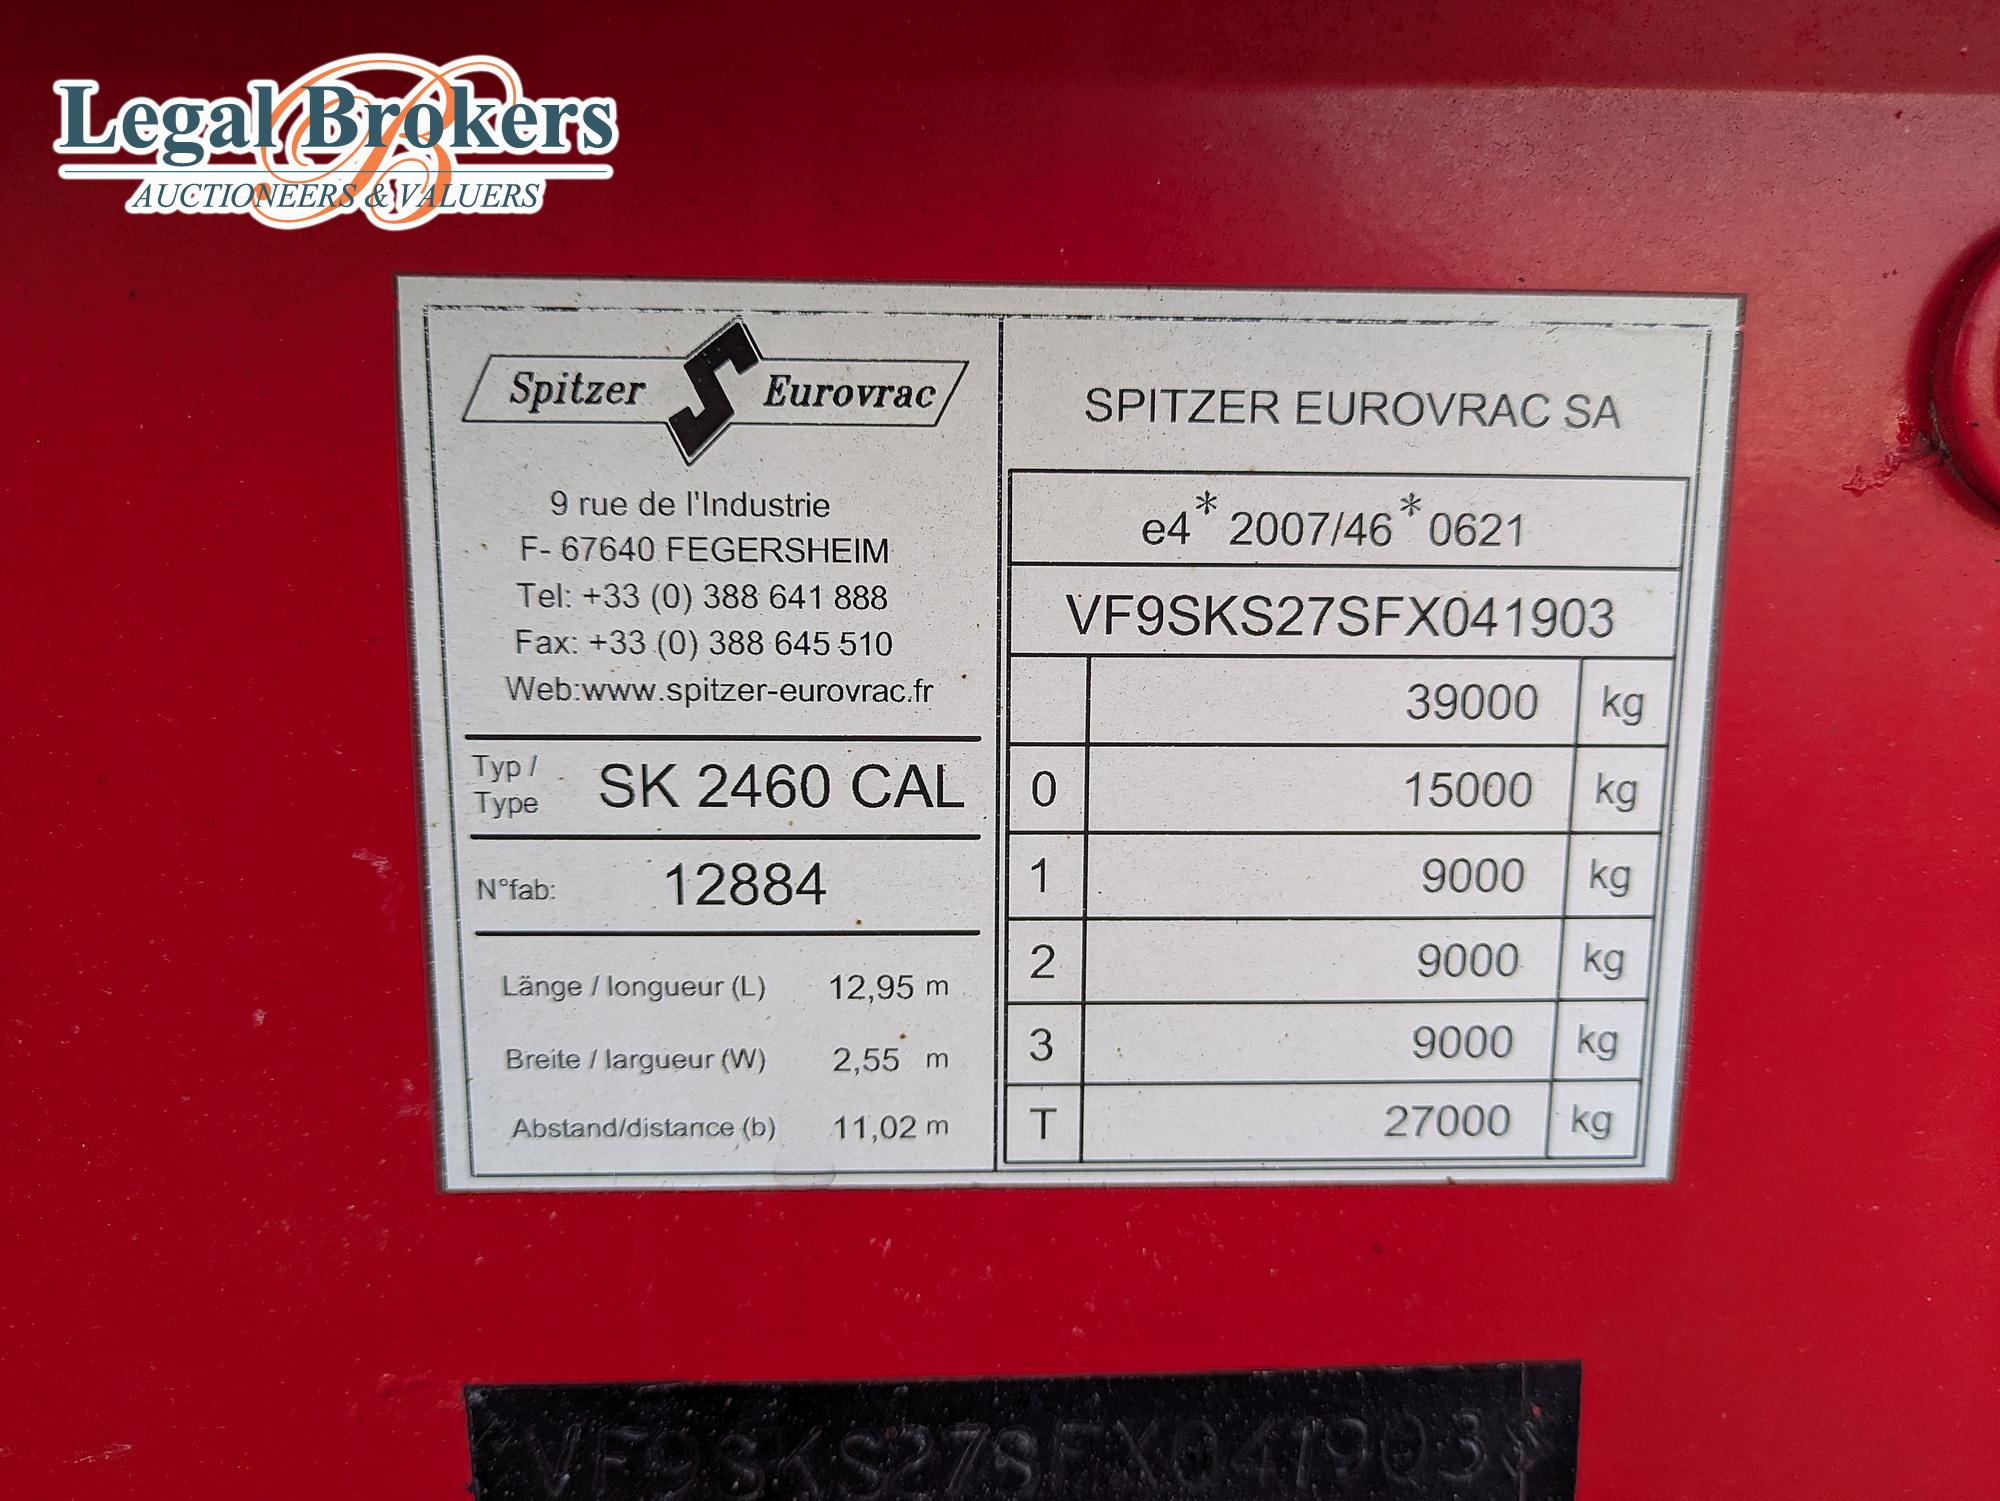 Legal Brokers
AUCTIONEERS & VALUERS
Spitzer Eurovrac
9 rue de l'Industrie
F- 67640 FEGERSHEIM
Tel: +33 (0) 388 641 888
Fax: +33 (0) 388 645 510
Web:www.spitzer-eurovrac.fr
Typ / Type SK 2460 CAL
N°fab: 12884
Länge / longueur (L) 12,95 m
Breite / largueur (W) 2,55 m
Abstand/distance (b) 11,02 m
SPITZER EUROVRAC SA
e4* 2007/46* 0621
VF9SKS27SFX041903
39000 kg
0 15000 kg
1 9000 kg
2 9000 kg
3 9000 kg
T 27000 kg
VF9SKS27SFX041903